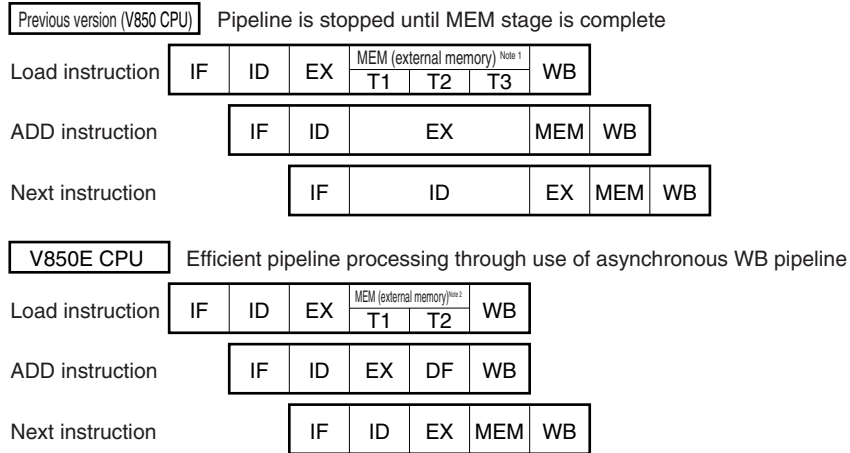 Previous version (V850 CPU) Pipeline is stopped until MEM stage is complete
Load instruction IF ID EX MEM (external memory) Note 1 WB
T1 T2 T3
ADD instruction IF ID EX MEM WB
Next instruction IF ID EX MEM WB
V850E CPU Efficient pipeline processing through use of asynchronous WB pipeline
Load instruction IF ID EX MEM (external memory) Note 2 WB
T1 T2
ADD instruction IF ID EX DF WB
Next instruction IF ID EX MEM WB